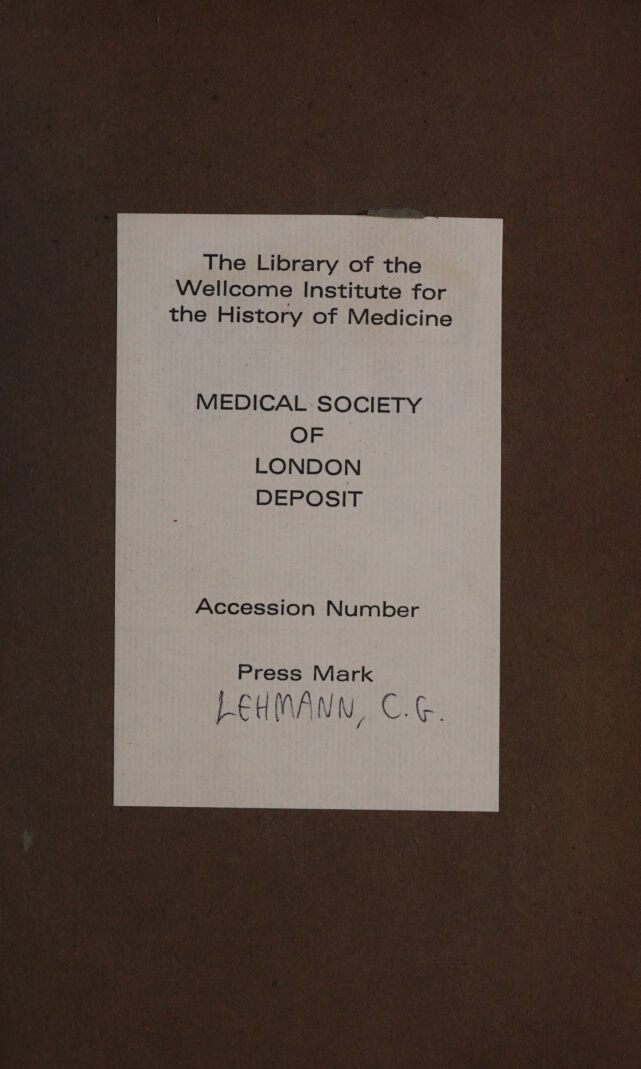 The Library of the
Wellcome Institute for
the History of Medicine
MEDICAL SOCIETY
OF
LONDON
DEPOSIT
Accession Number
Press Mark
LEHMANN, C.G.